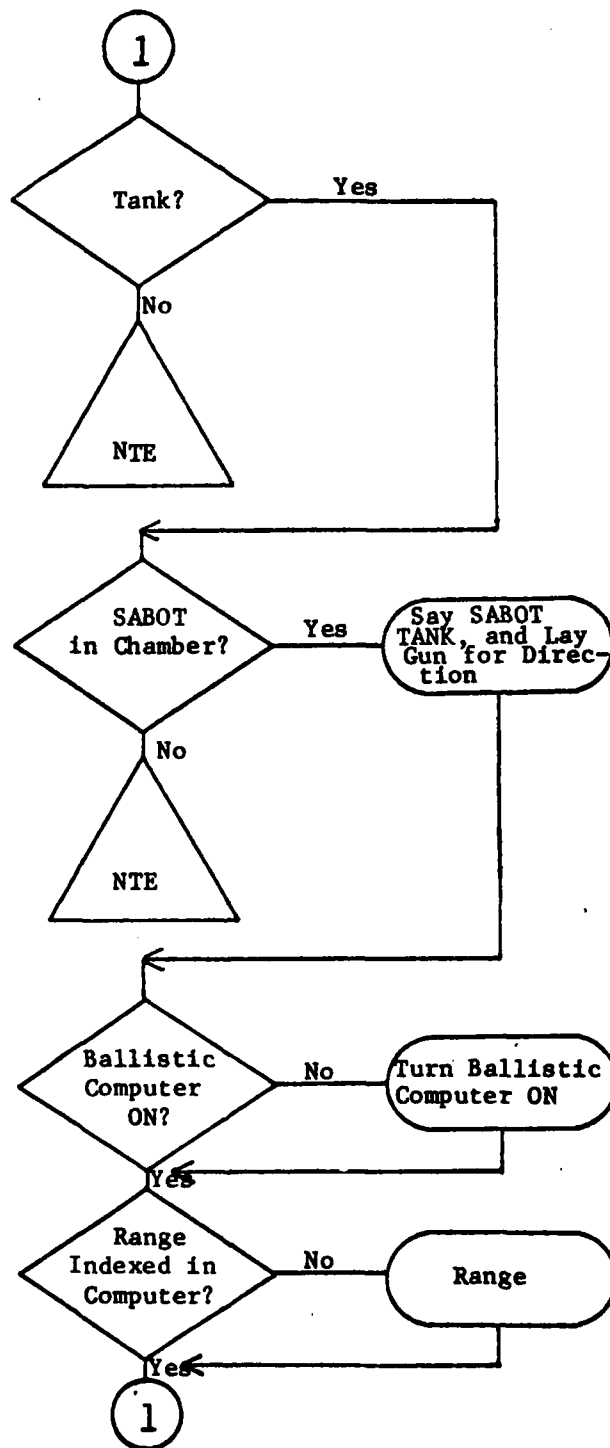 1
Tank?
Yes
No
NTE
SABOT
in Chamber?
Yes
Say SABOT
TANK, and Lay
Gun for Direc-
tion
No
NTE
Ballistic
Computer
ON?
No
Turn Ballistic
Computer ON
Yes
Range
Indexed in
Computer?
No
Range
Yes
1